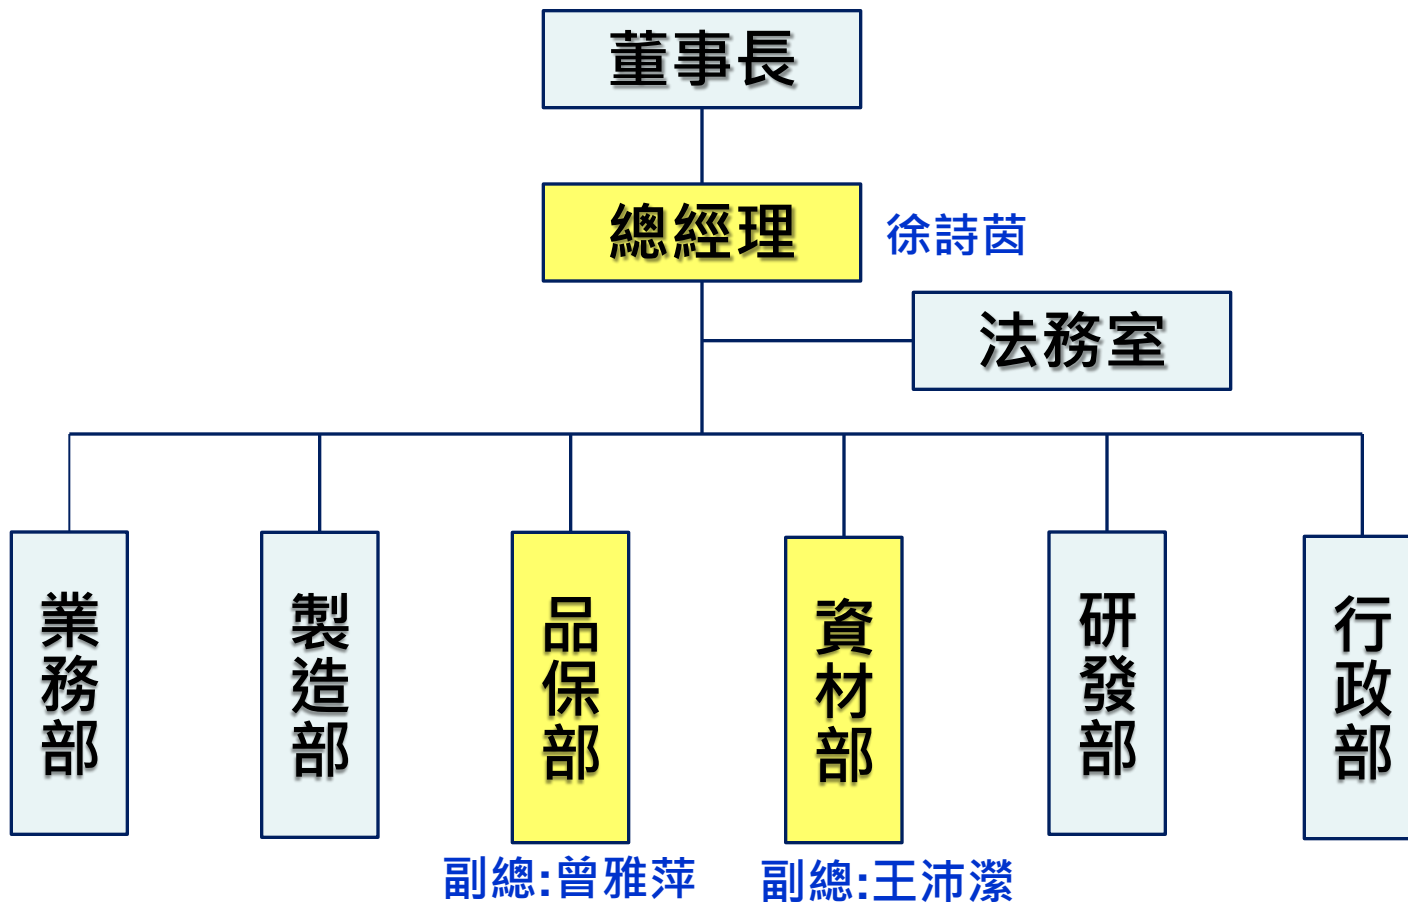 董事長
總經理
徐詩茵
法務室
業務部
製造部
品保部
資材部
研發部
行政部
副總:曾雅萍
副總:王沛瀠